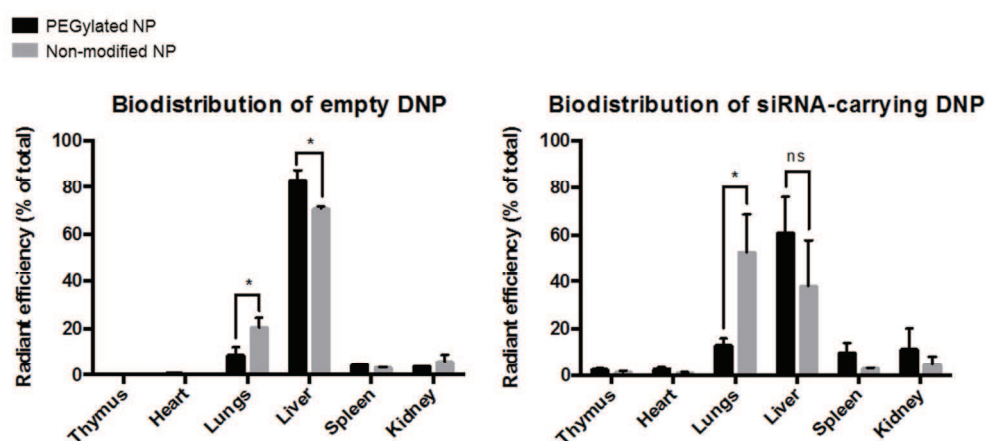 PEGylated NP
Non-modified NP
Biodistribution of empty DNP
Radiant efficiency (% of total)
100
80
60
40
20
0
*
*
Thymus
Heart
Lungs
Liver
Spleen
Kidney
Biodistribution of siRNA-carrying DNP
Radiant efficiency (% of total)
100
80
60
40
20
0
*
ns
Thymus
Heart
Lungs
Liver
Spleen
Kidney